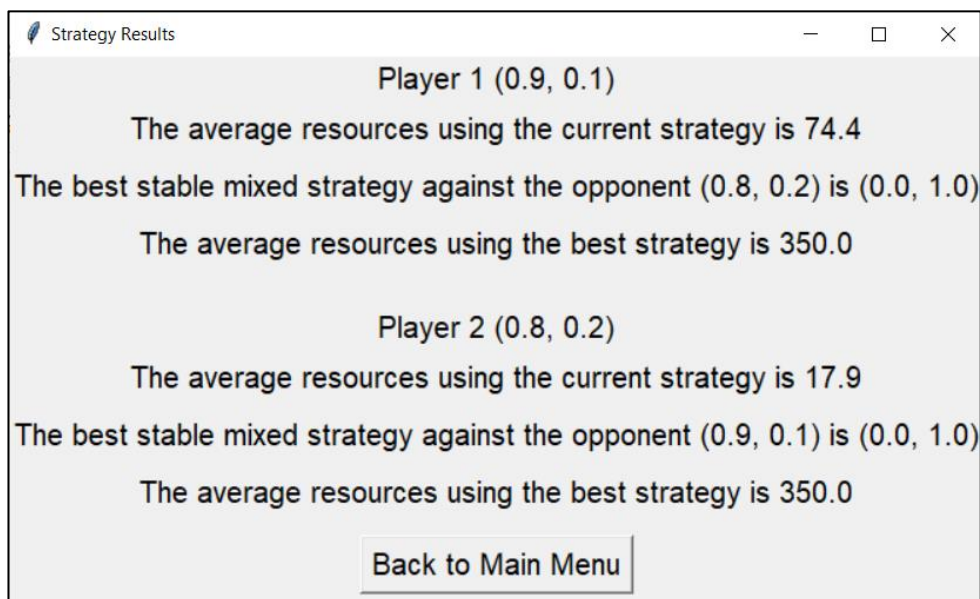 Strategy Results
Player 1 (0.9, 0.1)
The average resources using the current strategy is 74.4
The best stable mixed strategy against the opponent (0.8, 0.2) is (0.0, 1.0)
The average resources using the best strategy is 350.0
Player 2 (0.8, 0.2)
The average resources using the current strategy is 17.9
The best stable mixed strategy against the opponent (0.9, 0.1) is (0.0, 1.0)
The average resources using the best strategy is 350.0
Back to Main Menu